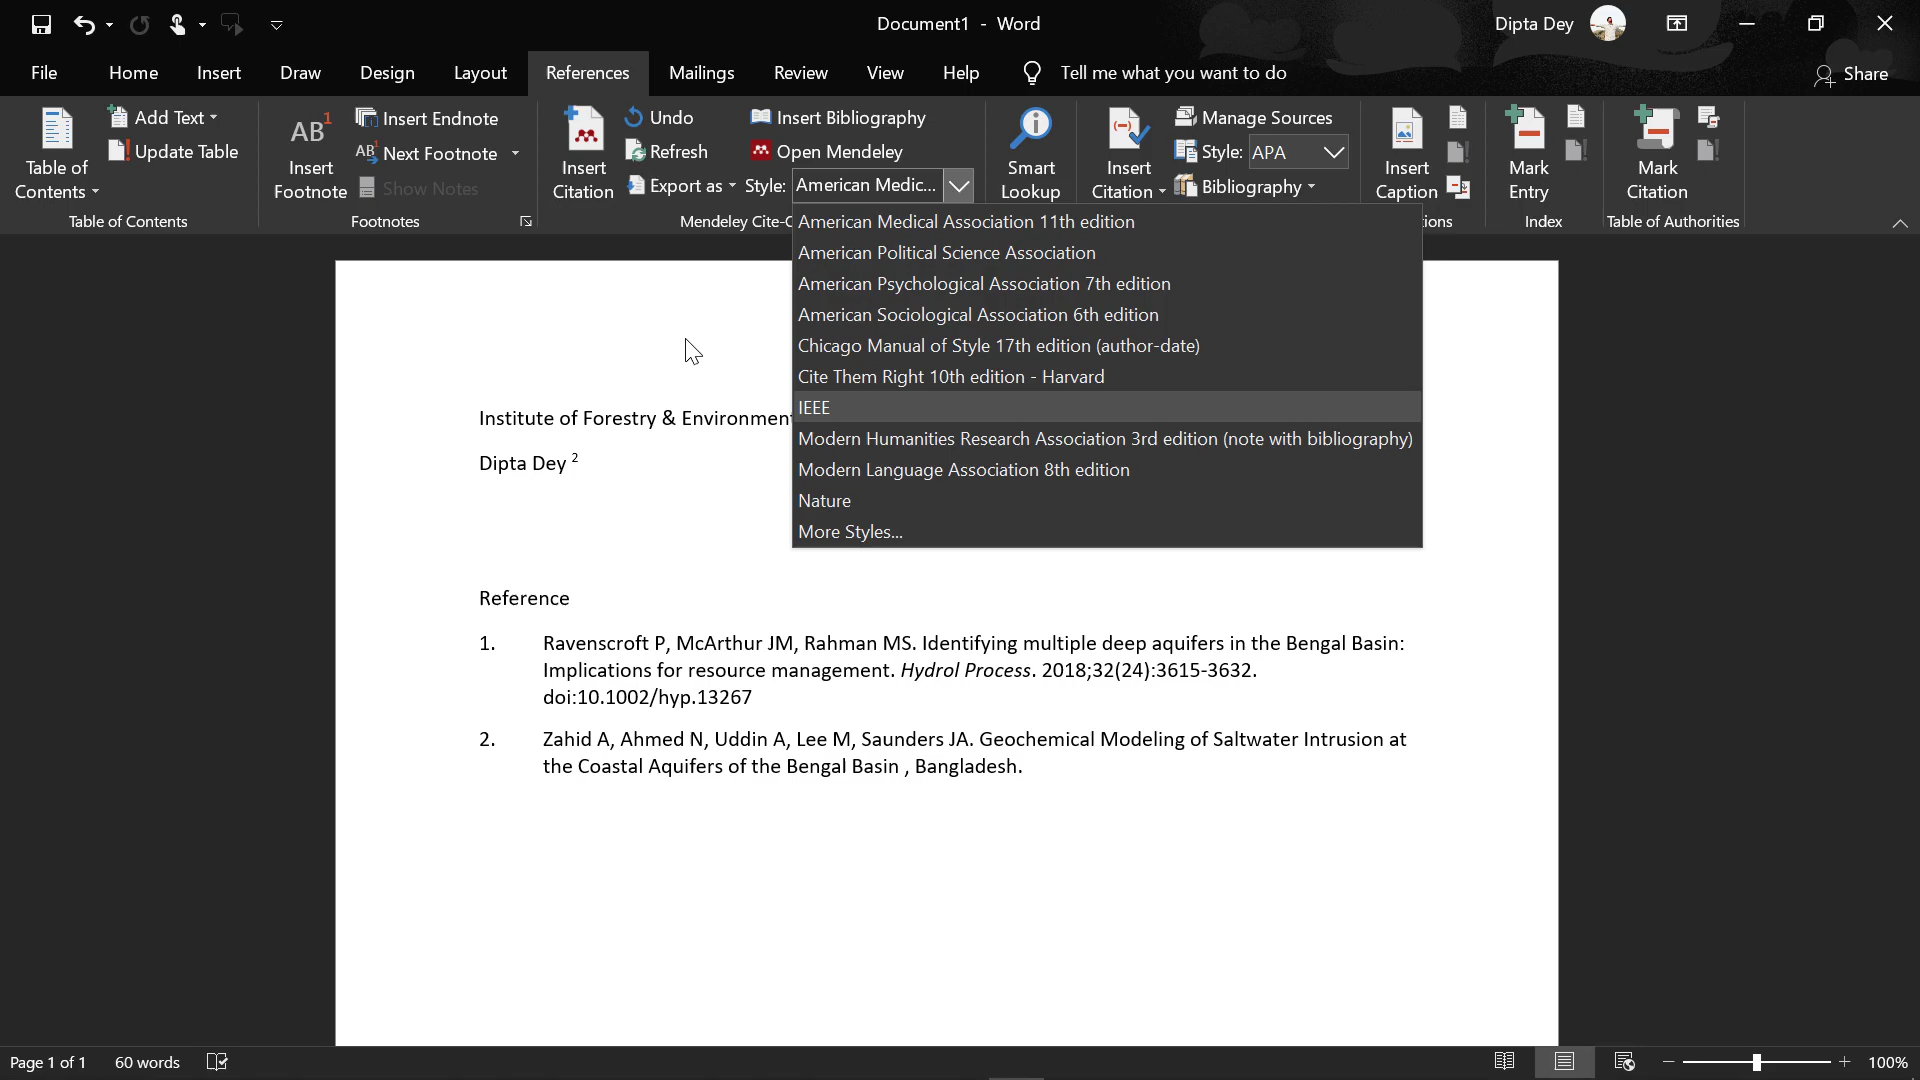 Document1 - Word
Dipta Dey
File Home Insert Draw Design Layout References Mailings Review View Help Tell me what you want to do Share
Table of Contents
Add Text
Update Table
Table of Contents
AB1
Insert Footnote
Insert Endnote
Next Footnote
Show Notes
Footnotes
Insert Citation
Undo
Refresh
Export as
Insert Bibliography
Open Mendeley
Style: American Medic...
Mendeley Cite-
Smart Lookup
Insert Citation
Manage Sources
Style: APA
Bibliography
Insert Caption
ions
Mark Entry
Index
Mark Citation
Table of Authorities
American Medical Association 11th edition
American Political Science Association
American Psychological Association 7th edition
American Sociological Association 6th edition
Chicago Manual of Style 17th edition (author-date)
Cite Them Right 10th edition - Harvard
IEEE
Modern Humanities Research Association 3rd edition (note with bibliography)
Modern Language Association 8th edition
Nature
More Styles...
Institute of Forestry & Environment
Dipta Dey 2
Reference
1. Ravenscroft P, McArthur JM, Rahman MS. Identifying multiple deep aquifers in the Bengal Basin:
Implications for resource management. Hydrol Process. 2018;32(24):3615-3632.
doi:10.1002/hyp.13267
2. Zahid A, Ahmed N, Uddin A, Lee M, Saunders JA. Geochemical Modeling of Saltwater Intrusion at
the Coastal Aquifers of the Bengal Basin , Bangladesh.
Page 1 of 1 60 words 100%